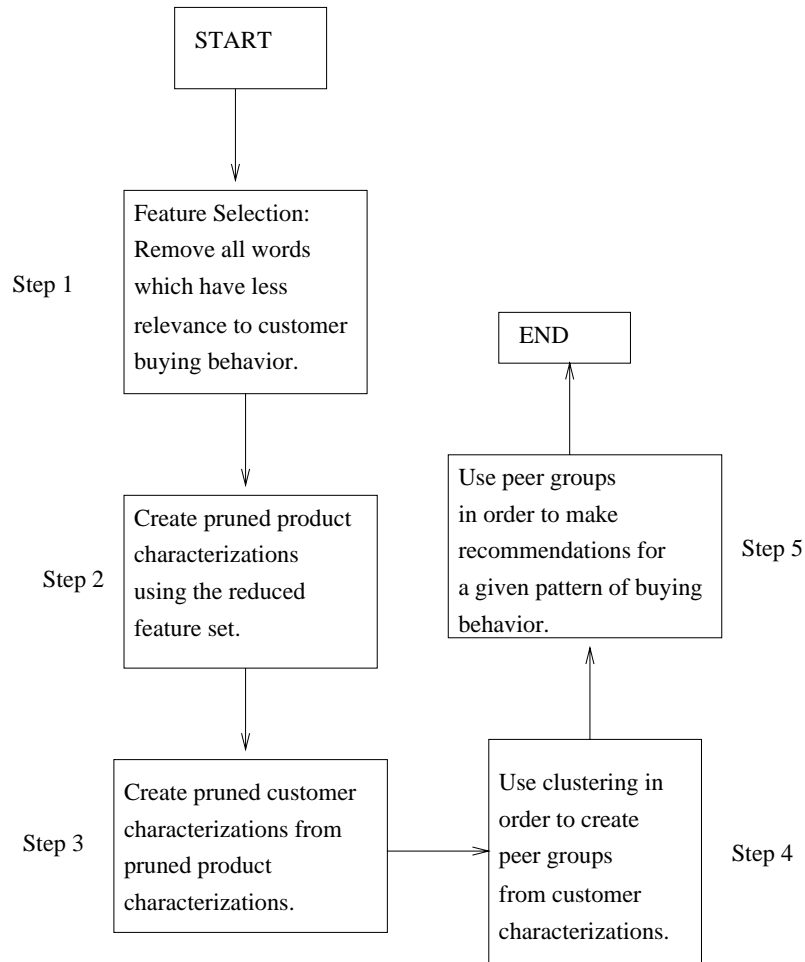 START
Step 1
Feature Selection:
Remove all words
which have less
relevance to customer
buying behavior.
Step 2
Create pruned product
characterizations
using the reduced
feature set.
Step 3
Create pruned customer
characterizations from
pruned product
characterizations.
Use clustering in
order to create
peer groups
from customer
characterizations.
Step 4
Use peer groups
in order to make
recommendations for
a given pattern of buying
behavior.
Step 5
END